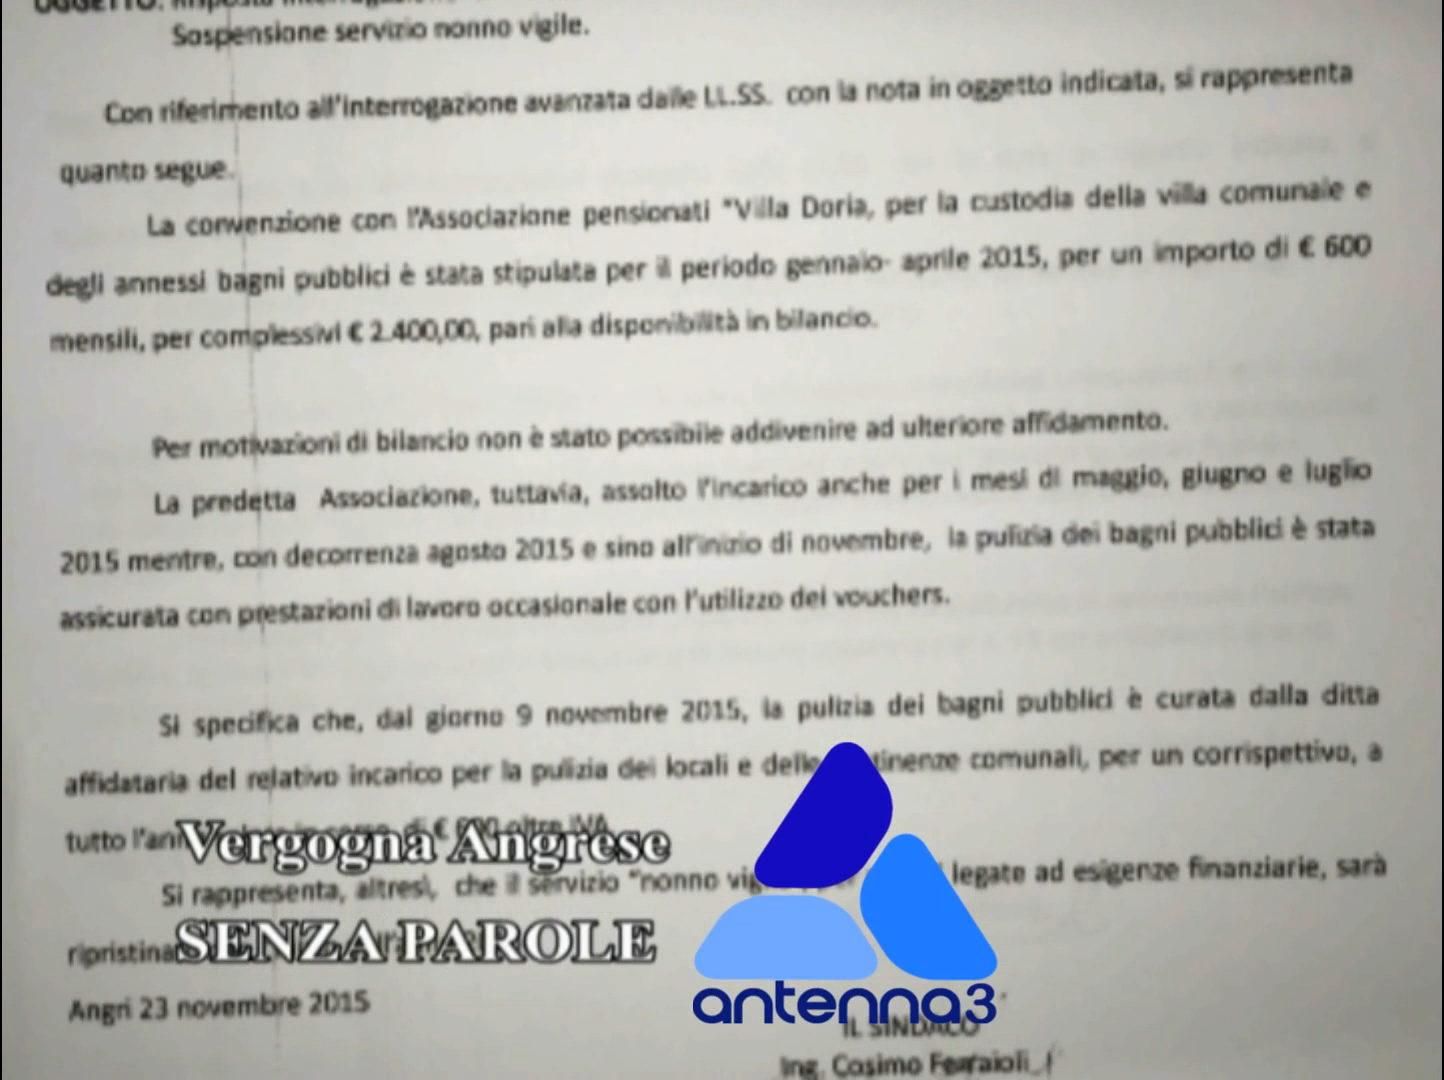 OGGETTO: Risposta interrogazione
Sospensione servizio nonno vigile.
Con riferimento all'interrogazione avanzata dalle LL.SS. con la nota in oggetto indicata, si rappresenta
quanto segue.
La convenzione con l'Associazione pensionati "Villa Doria, per la custodia della villa comunale e
degli annessi bagni pubblici è stata stipulata per il periodo gennaio- aprile 2015, per un importo di € 600
mensili, per complessivi € 2.400,00, pari alla disponibilità in bilancio.
Per motivazioni di bilancio non è stato possibile addivenire ad ulteriore affidamento.
La predetta Associazione, tuttavia, assolto l'incarico anche per i mesi di maggio, giugno e luglio
2015 mentre, con decorrenza agosto 2015 e sino all'inizio di novembre, la pulizia dei bagni pubblici è stata
assicurata con prestazioni di lavoro occasionale con l'utilizzo dei vouchers.
Si specifica che, dal giorno 9 novembre 2015, la pulizia dei bagni pubblici è curata dalla ditta
affidataria del relativo incarico per la pulizia dei locali e delle comunali, per un corrispettivo, a
tutto di € oltre IVA
Vergogna Angrese
Si rappresenta, altresì, che il servizio "nonno legate ad esigenze finanziarie, sarà
SENZA PAROLE
Angri 23 novembre 2015
antenna3
IL SINDACO
Ing. Cosimo Ferraioli